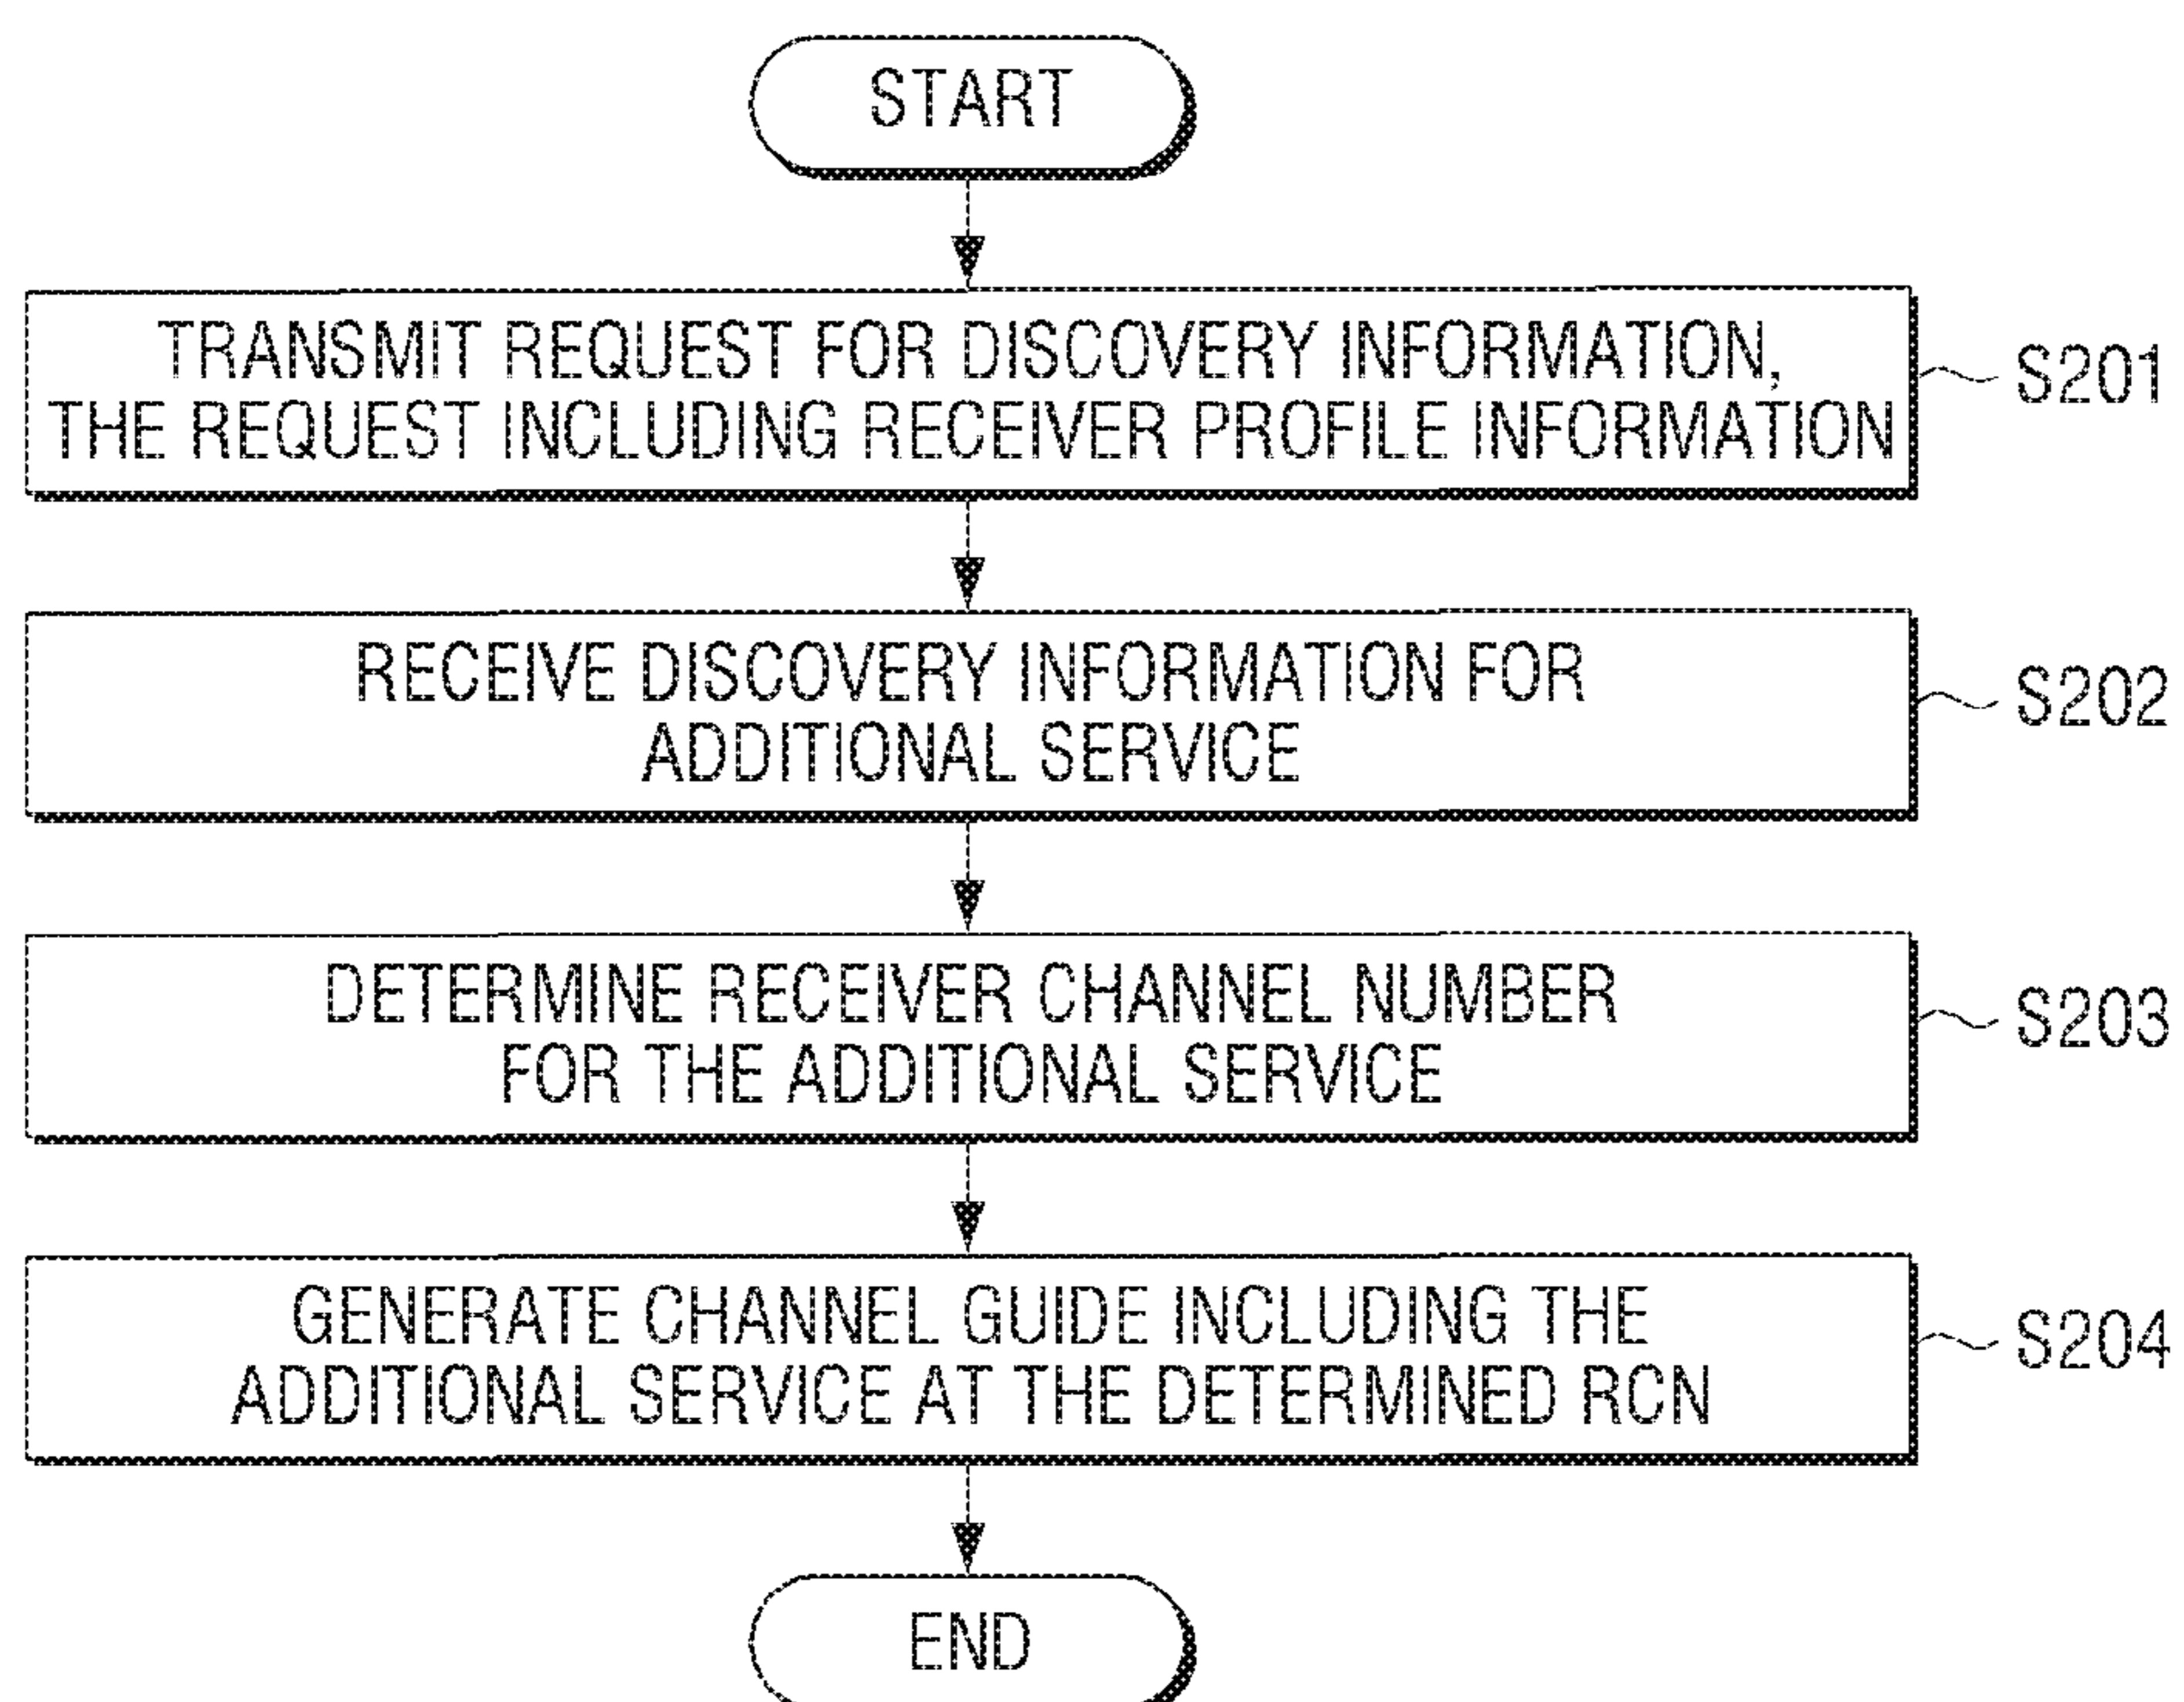 START
TRANSMIT REQUEST FOR DISCOVERY INFORMATION,
THE REQUEST INCLUDING RECEIVER PROFILE INFORMATION
S201
RECEIVE DISCOVERY INFORMATION FOR
ADDITIONAL SERVICE
S202
DETERMINE RECEIVER CHANNEL NUMBER
FOR THE ADDITIONAL SERVICE
S203
GENERATE CHANNEL GUIDE INCLUDING THE
ADDITIONAL SERVICE AT THE DETERMINED RCN
S204
END